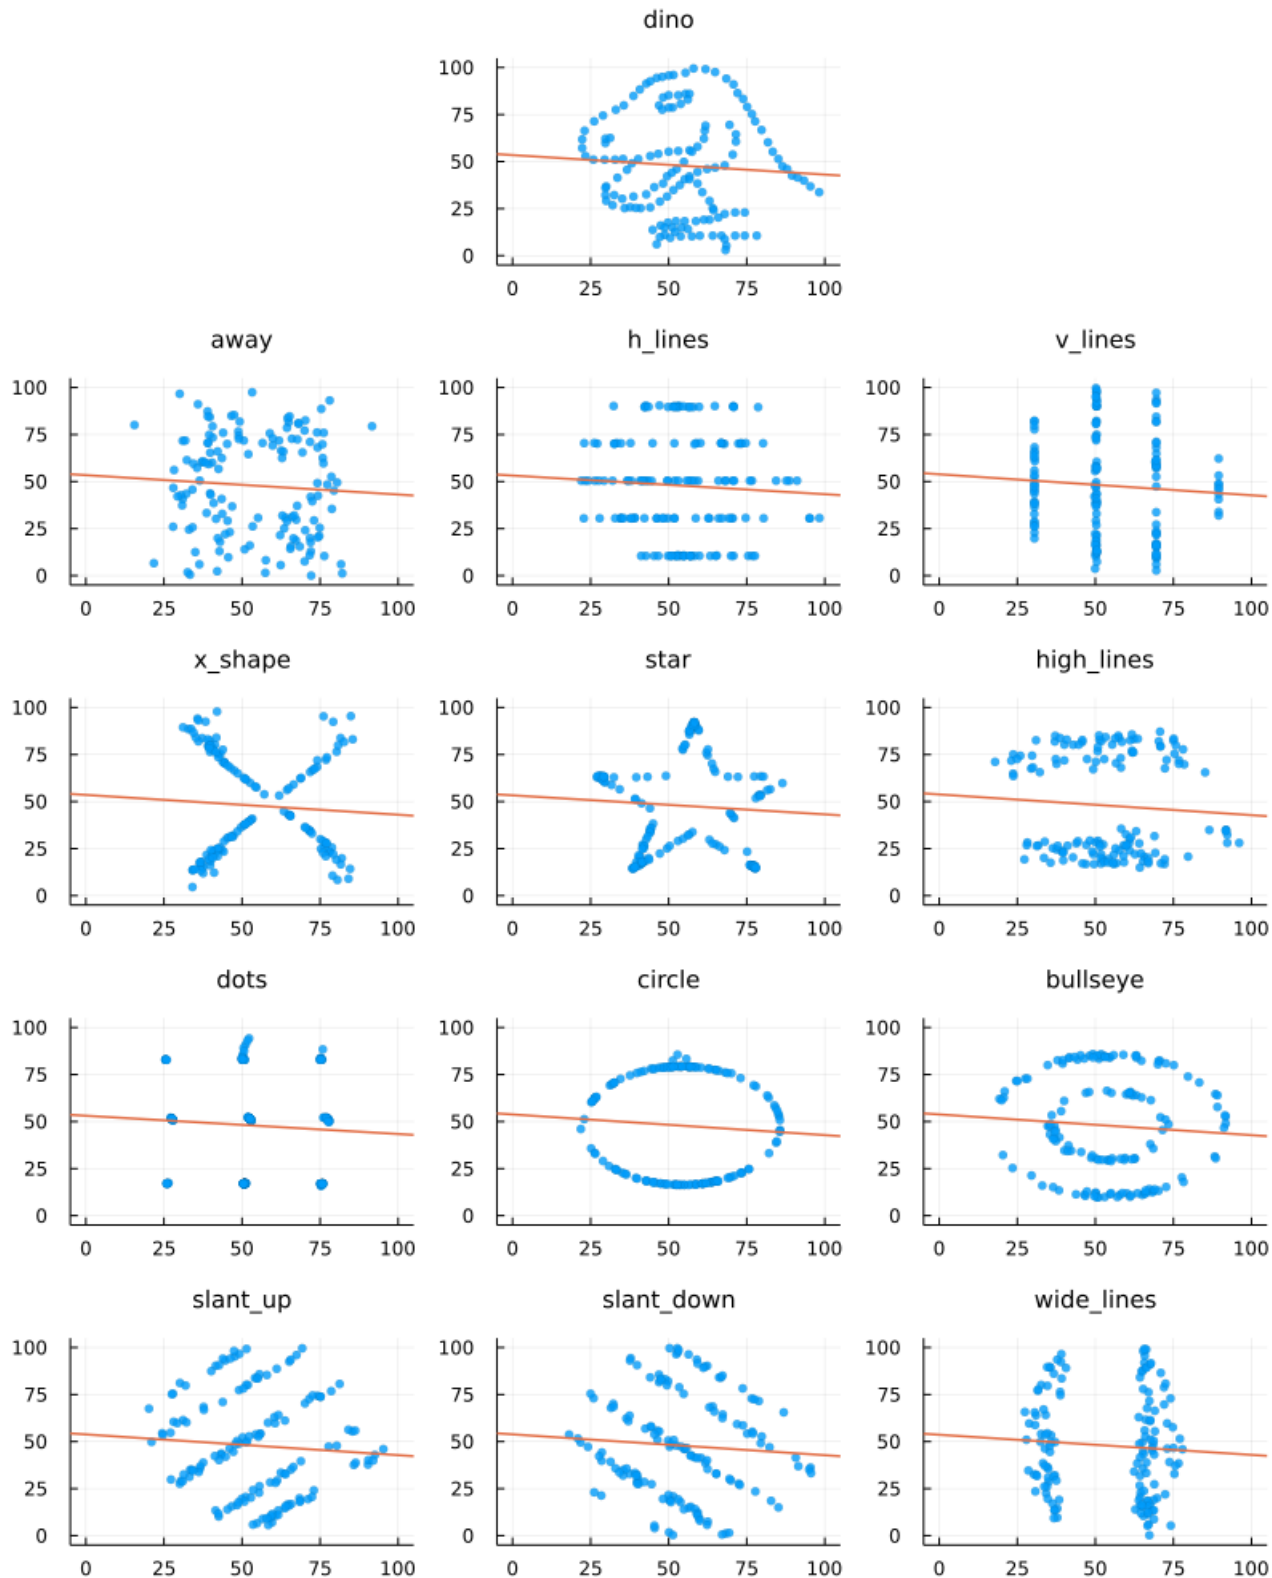 dino
100
75
50
25
0
0 25 50 75 100
away h_lines v_lines
100 100 100
75 75 75
50 50 50
25 25 25
0 0 0
0 25 50 75 100 0 25 50 75 100 0 25 50 75 100
x_shape star high_lines
100 100 100
75 75 75
50 50 50
25 25 25
0 0 0
0 25 50 75 100 0 25 50 75 100 0 25 50 75 100
dots circle bullseye
100 100 100
75 75 75
50 50 50
25 25 25
0 0 0
0 25 50 75 100 0 25 50 75 100 0 25 50 75 100
slant_up slant_down wide_lines
100 100 100
75 75 75
50 50 50
25 25 25
0 0 0
0 25 50 75 100 0 25 50 75 100 0 25 50 75 100